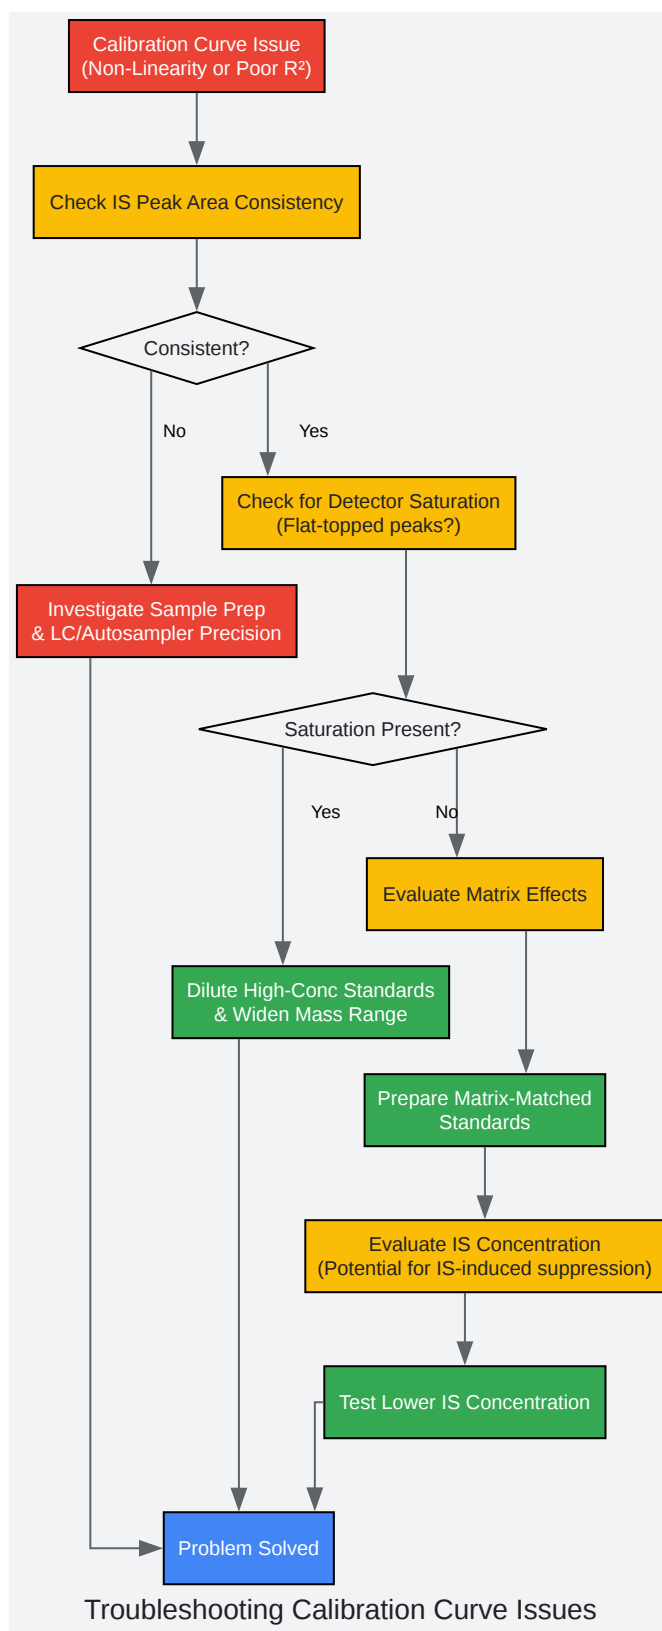 Calibration Curve Issue
(Non-Linearity or Poor R²)
Check IS Peak Area Consistency
Consistent?
No
Yes
Check for Detector Saturation
(Flat-topped peaks?)
Investigate Sample Prep
& LC/Autosampler Precision
Saturation Present?
Yes
No
Evaluate Matrix Effects
Dilute High-Conc Standards
& Widen Mass Range
Prepare Matrix-Matched
Standards
Evaluate IS Concentration
(Potential for IS-induced suppression)
Test Lower IS Concentration
Problem Solved
Troubleshooting Calibration Curve Issues